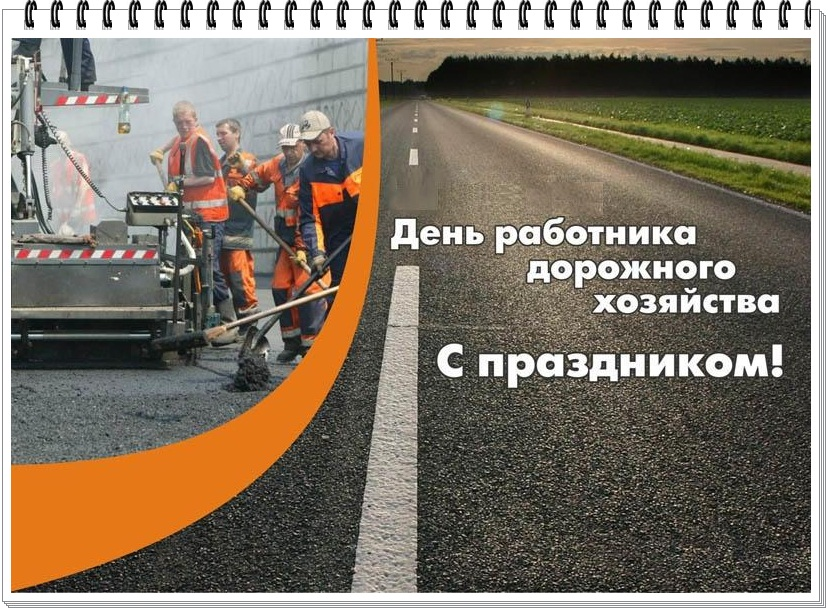 День работника
дорожного
хозяйства
С праздником!